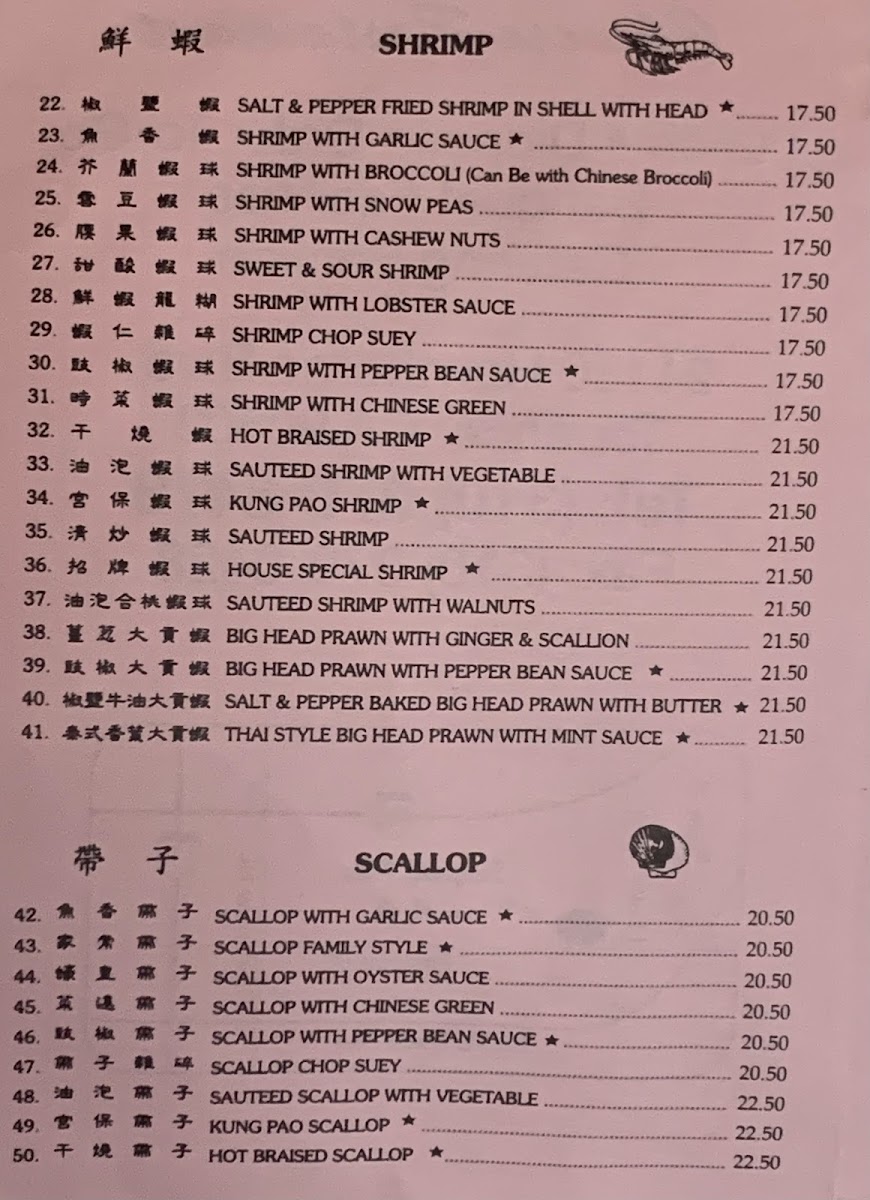 鮮 蝦 SHRIMP
22. 椒 鹽 蝦 SALT & PEPPER FRIED SHRIMP IN SHELL WITH HEAD ★ ........ 17.50
23. 魚 香 蝦 SHRIMP WITH GARLIC SAUCE ★ ........ 17.50
24. 芥 蘭 蝦 球 SHRIMP WITH BROCCOLI (Can Be with Chinese Broccoli) ........ 17.50
25. 雪 豆 蝦 球 SHRIMP WITH SNOW PEAS ........ 17.50
26. 腰 果 蝦 球 SHRIMP WITH CASHEW NUTS ........ 17.50
27. 甜 酸 蝦 球 SWEET & SOUR SHRIMP ........ 17.50
28. 鮮 蝦 龍 糊 SHRIMP WITH LOBSTER SAUCE ........ 17.50
29. 蝦 仁 雜 碎 SHRIMP CHOP SUEY ........ 17.50
30. 豉 椒 蝦 球 SHRIMP WITH PEPPER BEAN SAUCE ★ ........ 17.50
31. 時 菜 蝦 球 SHRIMP WITH CHINESE GREEN ........ 17.50
32. 干 燒 蝦 HOT BRAISED SHRIMP ★ ........ 21.50
33. 油 泡 蝦 球 SAUTEED SHRIMP WITH VEGETABLE ........ 21.50
34. 宮 保 蝦 球 KUNG PAO SHRIMP ★ ........ 21.50
35. 清 炒 蝦 球 SAUTEED SHRIMP ........ 21.50
36. 招 牌 蝦 球 HOUSE SPECIAL SHRIMP ★ ........ 21.50
37. 油泡合桃蝦球 SAUTEED SHRIMP WITH WALNUTS ........ 21.50
38. 薑 葱 大 貢 蝦 BIG HEAD PRAWN WITH GINGER & SCALLION ........ 21.50
39. 豉 椒 大 貢 蝦 BIG HEAD PRAWN WITH PEPPER BEAN SAUCE ★ ........ 21.50
40. 椒鹽牛油大貢蝦 SALT & PEPPER BAKED BIG HEAD PRAWN WITH BUTTER ★ 21.50
41. 泰式香葉大貢蝦 THAI STYLE BIG HEAD PRAWN WITH MINT SAUCE ★ ........ 21.50
帶 子 SCALLOP
42. 魚 香 帶 子 SCALLOP WITH GARLIC SAUCE ★ ........ 20.50
43. 家 常 帶 子 SCALLOP FAMILY STYLE ★ ........ 20.50
44. 蠔 皇 帶 子 SCALLOP WITH OYSTER SAUCE ........ 20.50
45. 菜 遠 帶 子 SCALLOP WITH CHINESE GREEN ........ 20.50
46. 豉 椒 帶 子 SCALLOP WITH PEPPER BEAN SAUCE ★ ........ 20.50
47. 帶 子 雜 碎 SCALLOP CHOP SUEY ........ 20.50
48. 油 泡 帶 子 SAUTEED SCALLOP WITH VEGETABLE ........ 22.50
49. 宮 保 帶 子 KUNG PAO SCALLOP ★ ........ 22.50
50. 干 燒 帶 子 HOT BRAISED SCALLOP ★ ........ 22.50